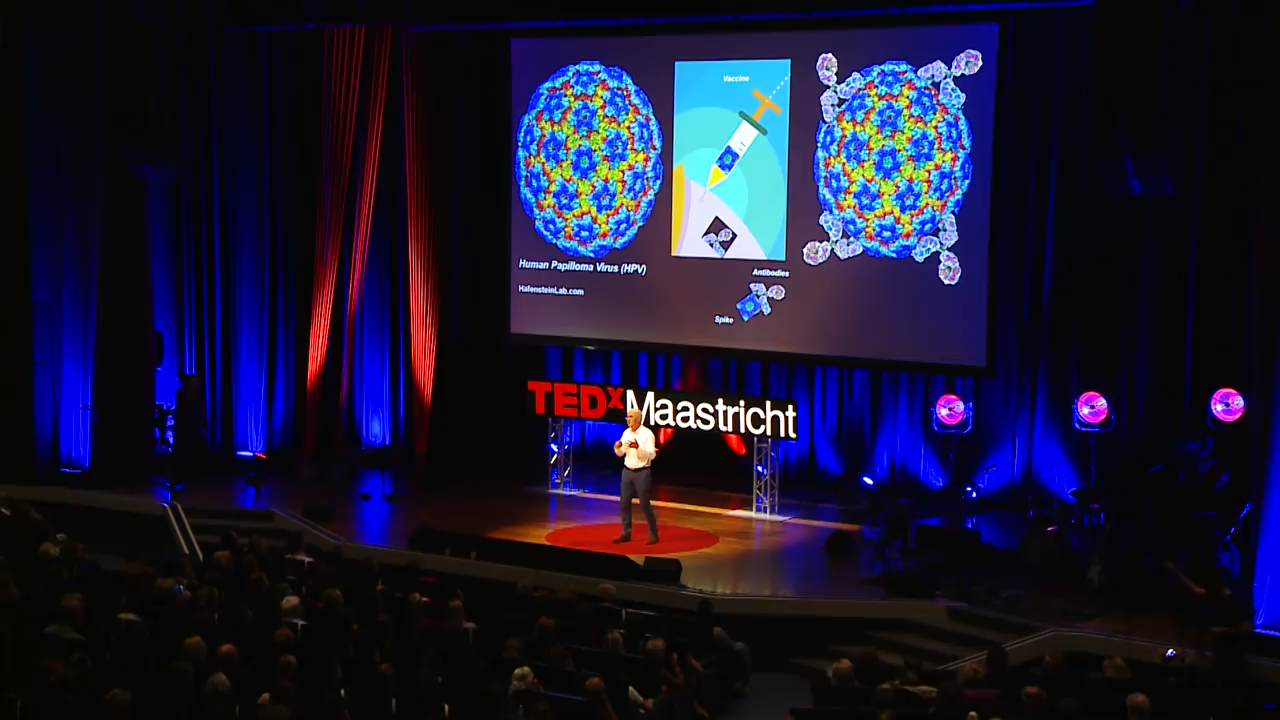 Vaccine
Human Papilloma Virus (HPV)
HafensteinLab.com
Antibodies
Spike
TEDxMaastricht